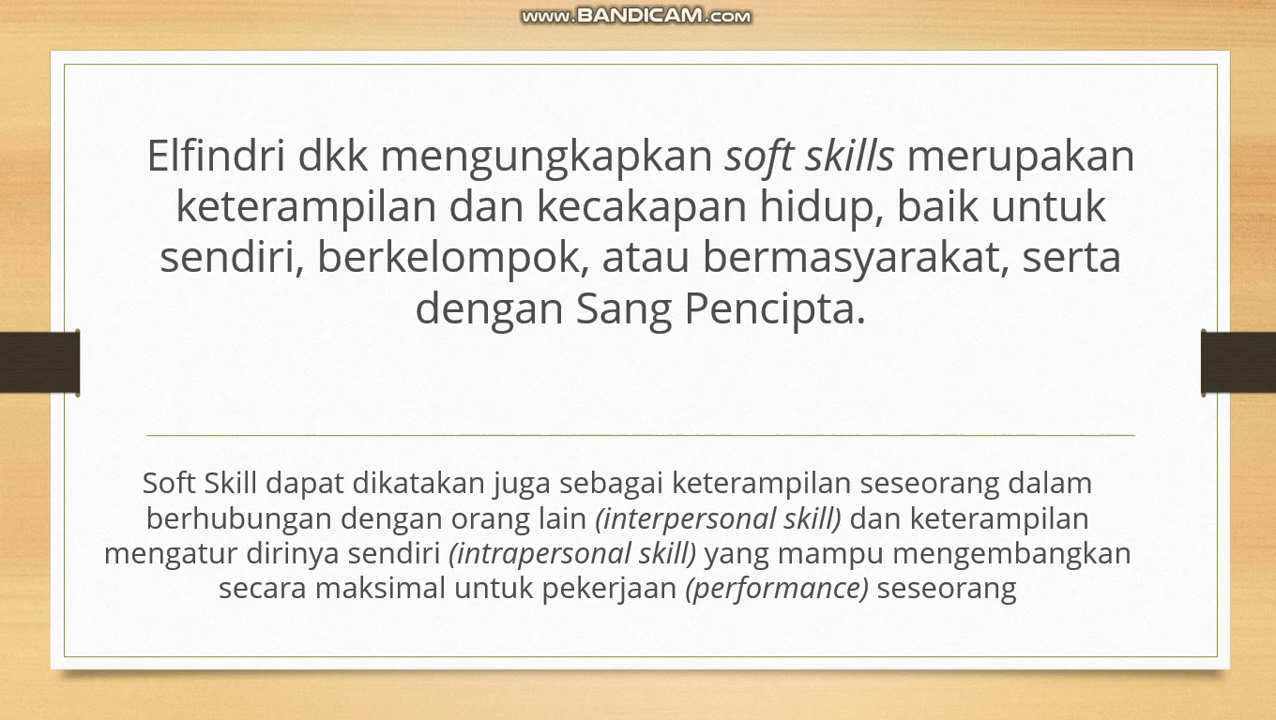 www.BANDICAM.com
Elfindri dkk mengungkapkan soft skills merupakan
keterampilan dan kecakapan hidup, baik untuk
sendiri, berkelompok, atau bermasyarakat, serta
dengan Sang Pencipta.
Soft Skill dapat dikatakan juga sebagai keterampilan seseorang dalam
berhubungan dengan orang lain (interpersonal skill) dan keterampilan
mengatur dirinya sendiri (intrapersonal skill) yang mampu mengembangkan
secara maksimal untuk pekerjaan (performance) seseorang